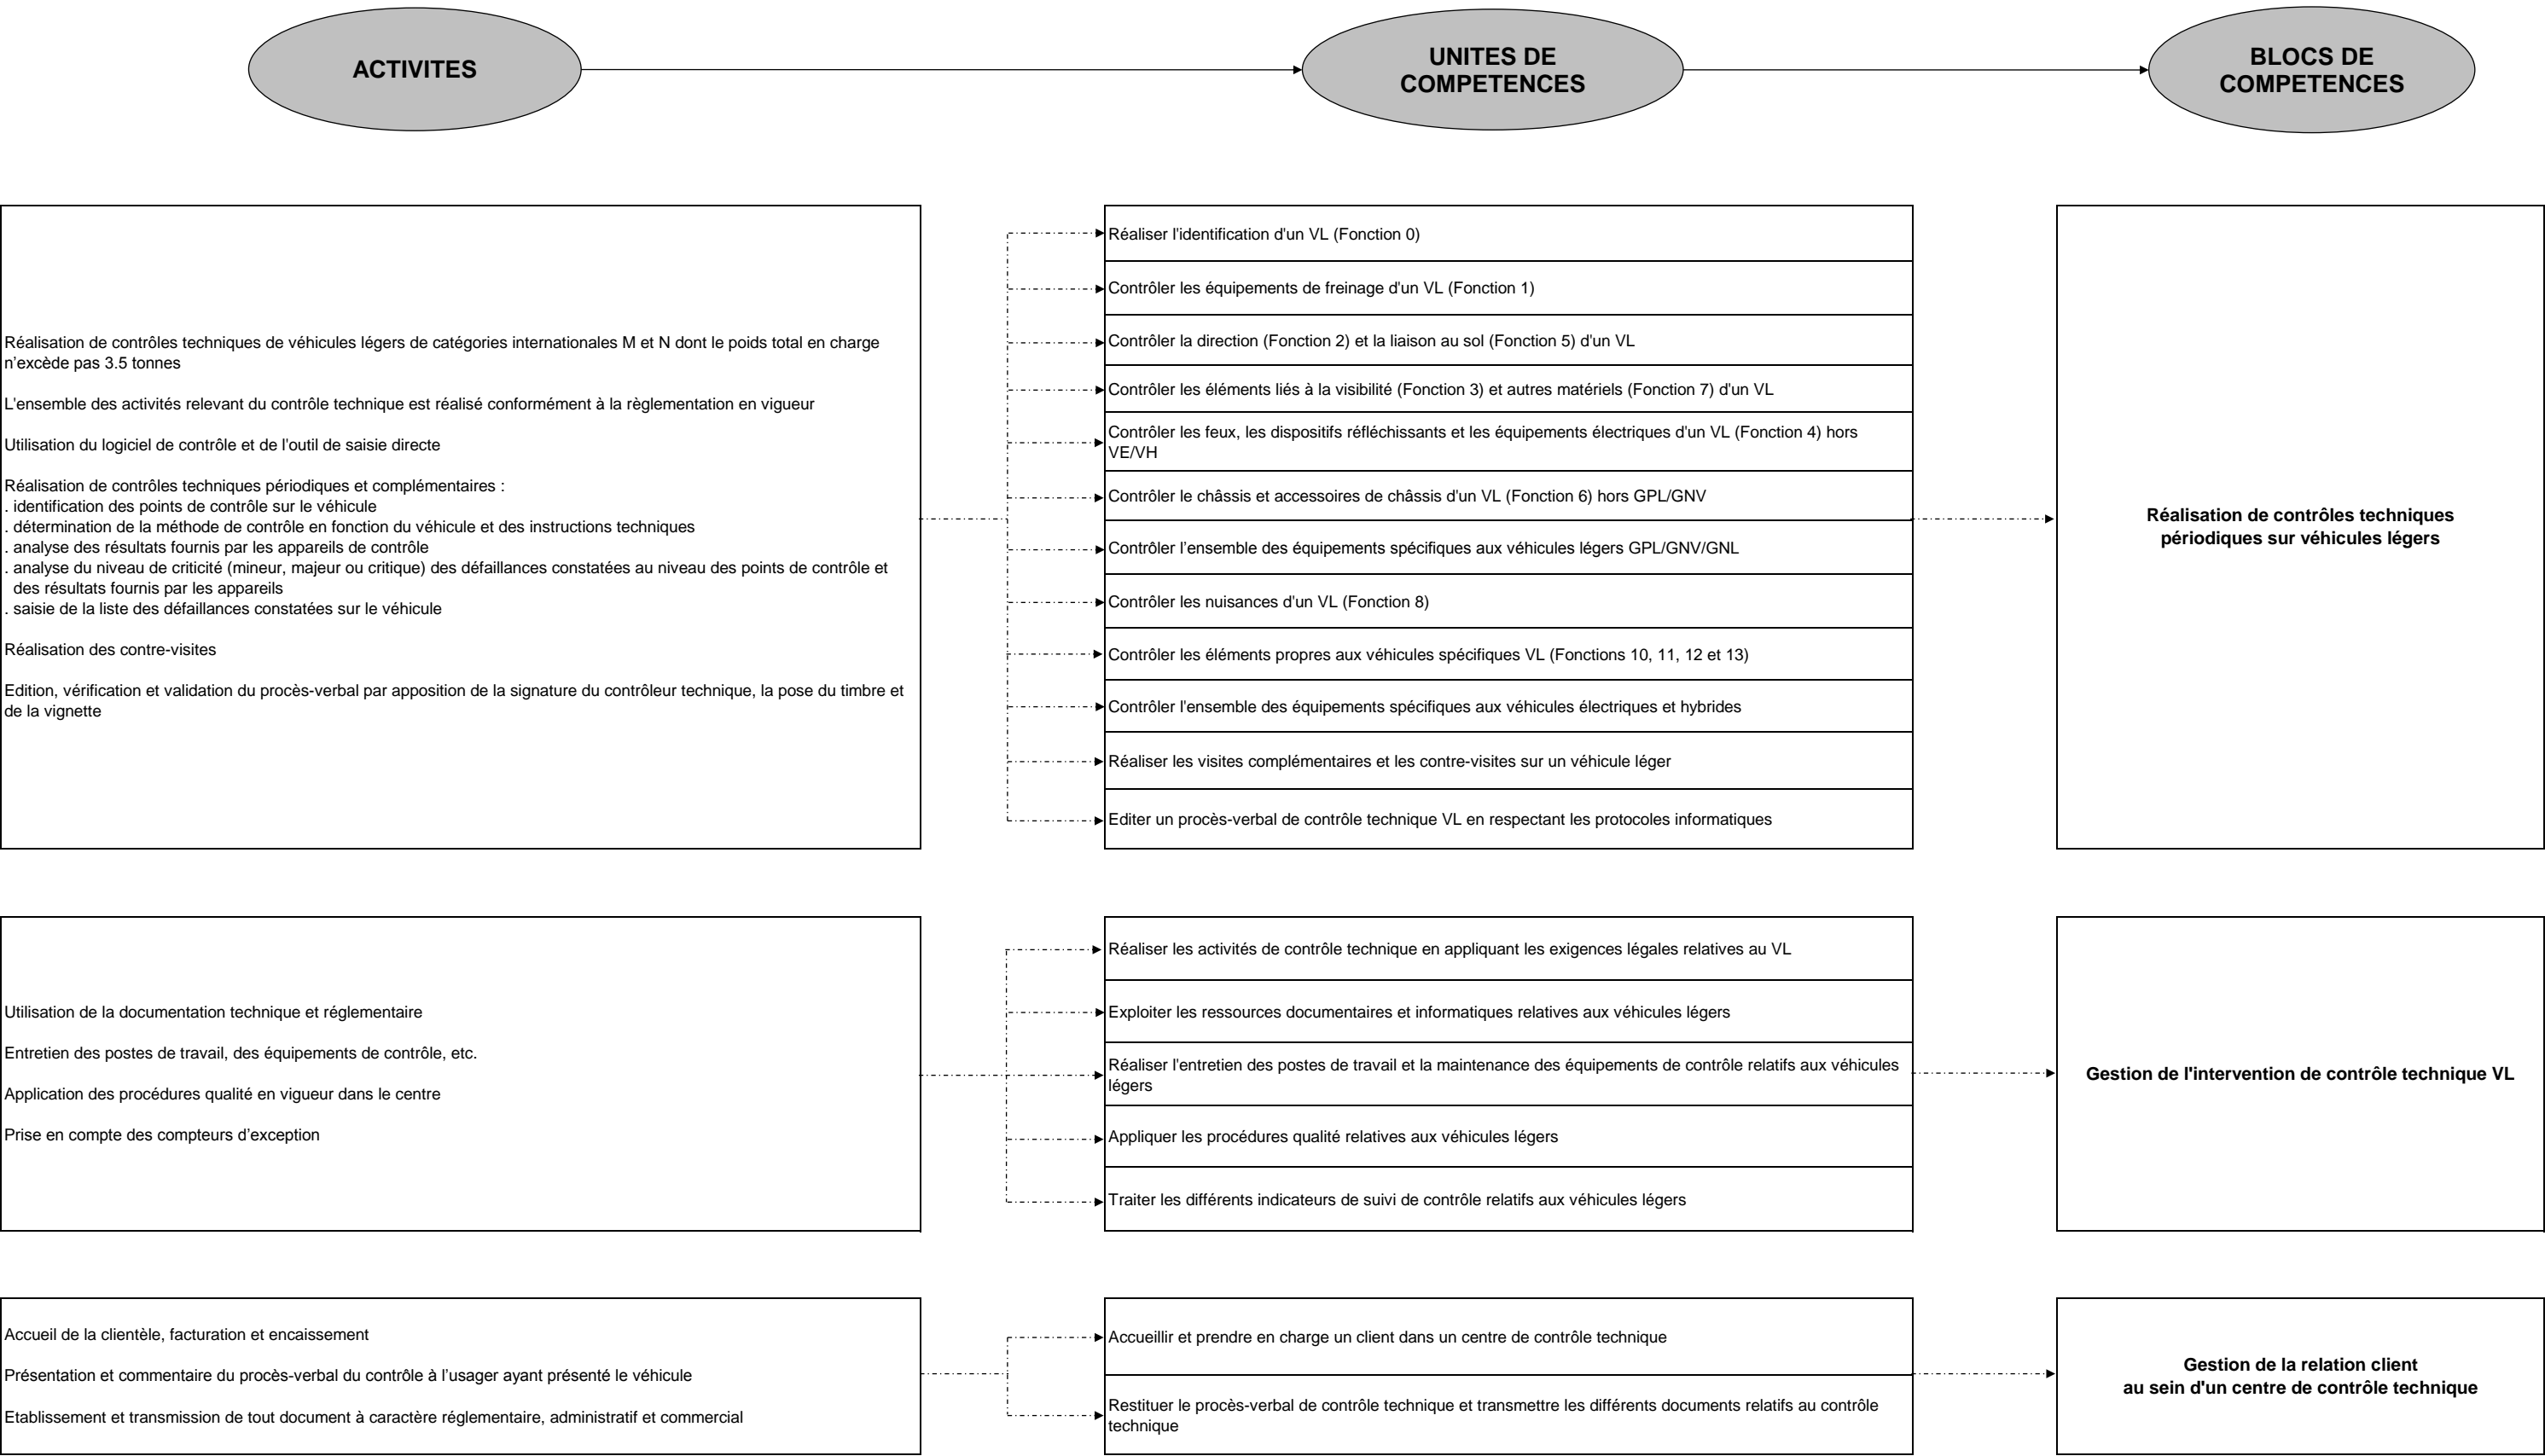 ACTIVITES
UNITES DE
COMPETENCES
BLOCS DE
COMPETENCES
Réalisation de contrôles techniques de véhicules légers de catégories internationales M et N dont le poids total en charge
n'excède pas 3.5 tonnes
L'ensemble des activités relevant du contrôle technique est réalisé conformément à la règlementation en vigueur
Utilisation du logiciel de contrôle et de l'outil de saisie directe
Réalisation de contrôles techniques périodiques et complémentaires :
. identification des points de contrôle sur le véhicule
. détermination de la méthode de contrôle en fonction du véhicule et des instructions techniques
. analyse des résultats fournis par les appareils de contrôle
. analyse du niveau de criticité (mineur, majeur ou critique) des défaillances constatées au niveau des points de contrôle et
des résultats fournis par les appareils
. saisie de la liste des défaillances constatées sur le véhicule
Réalisation des contre-visites
Edition, vérification et validation du procès-verbal par apposition de la signature du contrôleur technique, la pose du timbre et
de la vignette
Réaliser l'identification d'un VL (Fonction 0)
Contrôler les équipements de freinage d'un VL (Fonction 1)
Contrôler la direction (Fonction 2) et la liaison au sol (Fonction 5) d'un VL
Contrôler les éléments liés à la visibilité (Fonction 3) et autres matériels (Fonction 7) d'un VL
Contrôler les feux, les dispositifs réfléchissants et les équipements électriques d'un VL (Fonction 4) hors
VE/VH
Contrôler le châssis et accessoires de châssis d'un VL (Fonction 6) hors GPL/GNV
Contrôler l'ensemble des équipements spécifiques aux véhicules légers GPL/GNV/GNL
Contrôler les nuisances d'un VL (Fonction 8)
Contrôler les éléments propres aux véhicules spécifiques VL (Fonctions 10, 11, 12 et 13)
Contrôler l'ensemble des équipements spécifiques aux véhicules électriques et hybrides
Réaliser les visites complémentaires et les contre-visites sur un véhicule léger
Editer un procès-verbal de contrôle technique VL en respectant les protocoles informatiques
Réalisation de contrôles techniques
périodiques sur véhicules légers
Utilisation de la documentation technique et réglementaire
Entretien des postes de travail, des équipements de contrôle, etc.
Application des procédures qualité en vigueur dans le centre
Prise en compte des compteurs d'exception
Réaliser les activités de contrôle technique en appliquant les exigences légales relatives au VL
Exploiter les ressources documentaires et informatiques relatives aux véhicules légers
Réaliser l'entretien des postes de travail et la maintenance des équipements de contrôle relatifs aux véhicules
légers
Appliquer les procédures qualité relatives aux véhicules légers
Traiter les différents indicateurs de suivi de contrôle relatifs aux véhicules légers
Gestion de l'intervention de contrôle technique VL
Accueil de la clientèle, facturation et encaissement
Présentation et commentaire du procès-verbal du contrôle à l'usager ayant présenté le véhicule
Etablissement et transmission de tout document à caractère réglementaire, administratif et commercial
Accueillir et prendre en charge un client dans un centre de contrôle technique
Restituer le procès-verbal de contrôle technique et transmettre les différents documents relatifs au contrôle
technique
Gestion de la relation client
au sein d'un centre de contrôle technique